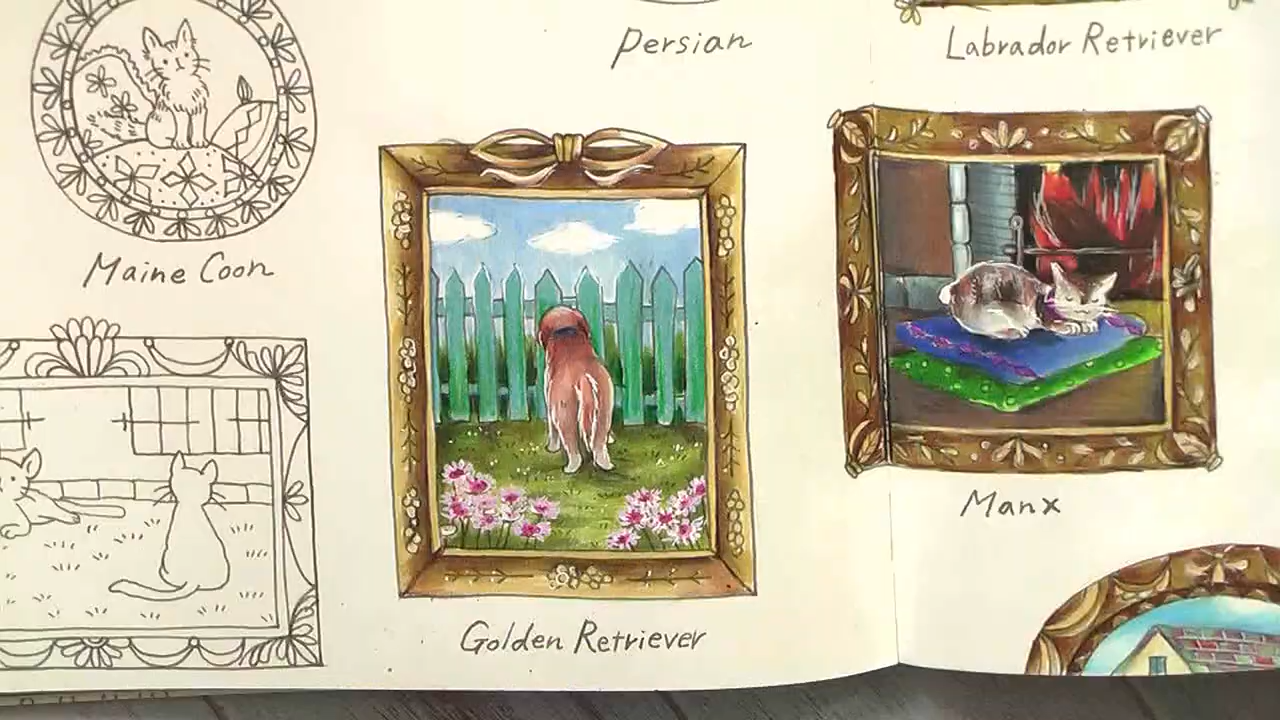 Persian
Labrador Retriever
Maine Coon
Manx
Golden Retriever